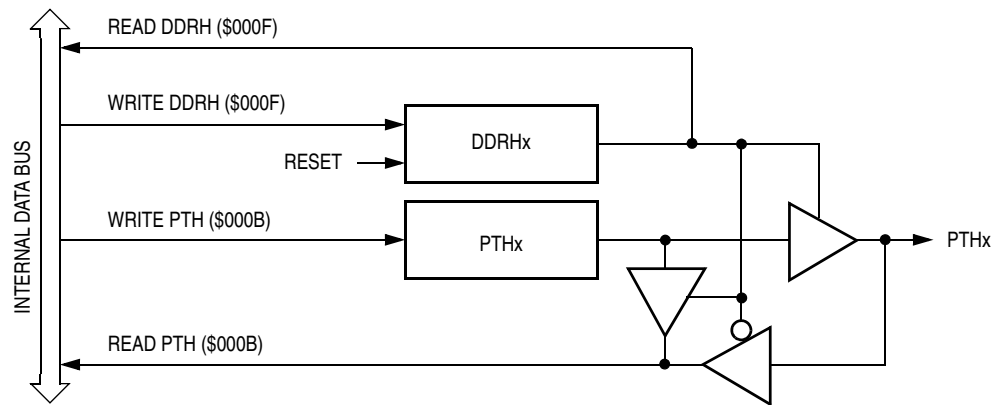 READ DDRH ($000F)
WRITE DDRH ($000F)
DDRHx
RESET
INTERNAL DATA BUS
WRITE PTH ($000B)
PTHx
PTHx
READ PTH ($000B)